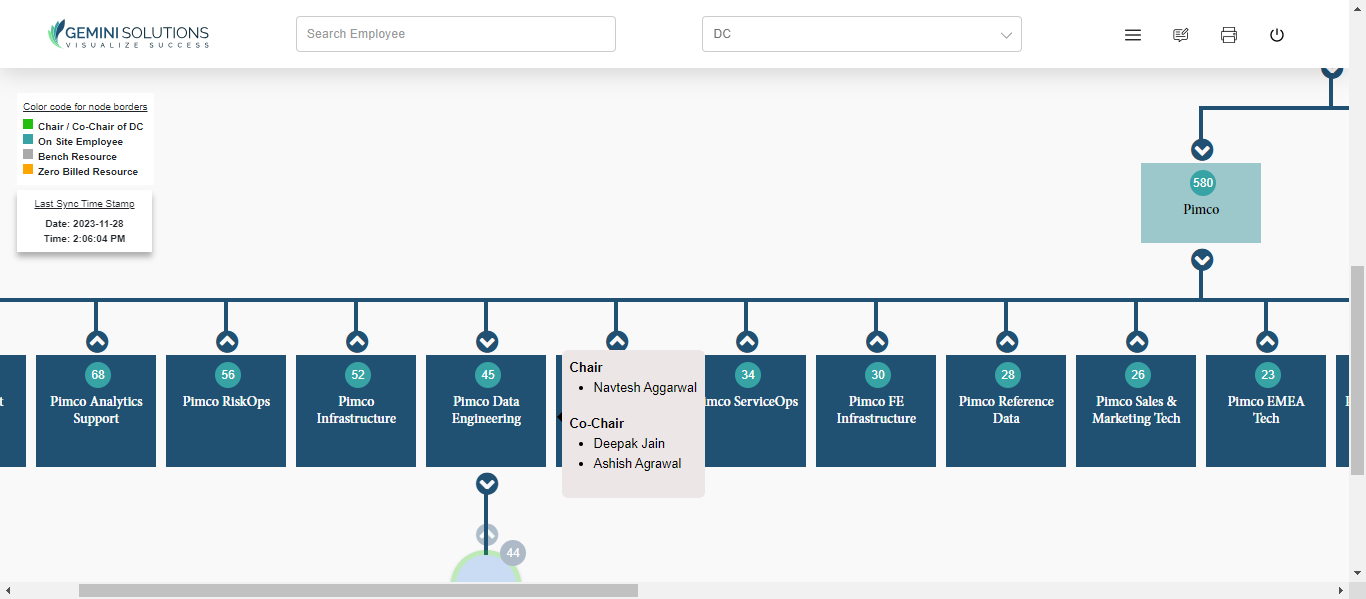 GEMINI SOLUTIONS
VISUALIZE SUCCESS
Search Employee
DC
Color code for node borders
Chair / Co-Chair of DC
On Site Employee
Bench Resource
Zero Billed Resource
Last Sync Time Stamp
Date: 2023-11-28
Time: 2:06:04 PM
580
Pimco
68
Pimco Analytics
Support
56
Pimco RiskOps
52
Pimco
Infrastructure
45
Pimco Data
Engineering
Chair
• Navtesh Aggarwal
Co-Chair
• Deepak Jain
• Ashish Agrawal
34
ServiceOps
30
Pimco FE
Infrastructure
28
Pimco Reference
Data
26
Pimco Sales &
Marketing Tech
23
Pimco EMEA
Tech
44